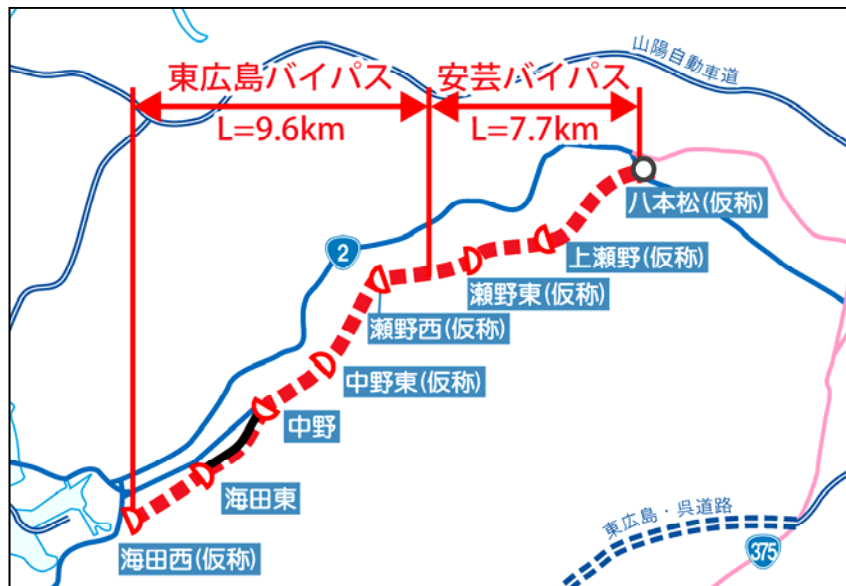 山陽自動車道
東広島バイパス
安芸バイパス
L=9.6km
L=7.7km
八本松(仮称)
2
上瀬野(仮称)
瀬野東(仮称)
瀬野西(仮称)
中野東(仮称)
中野
海田東
海田西(仮称)
東広島・呉道路
375